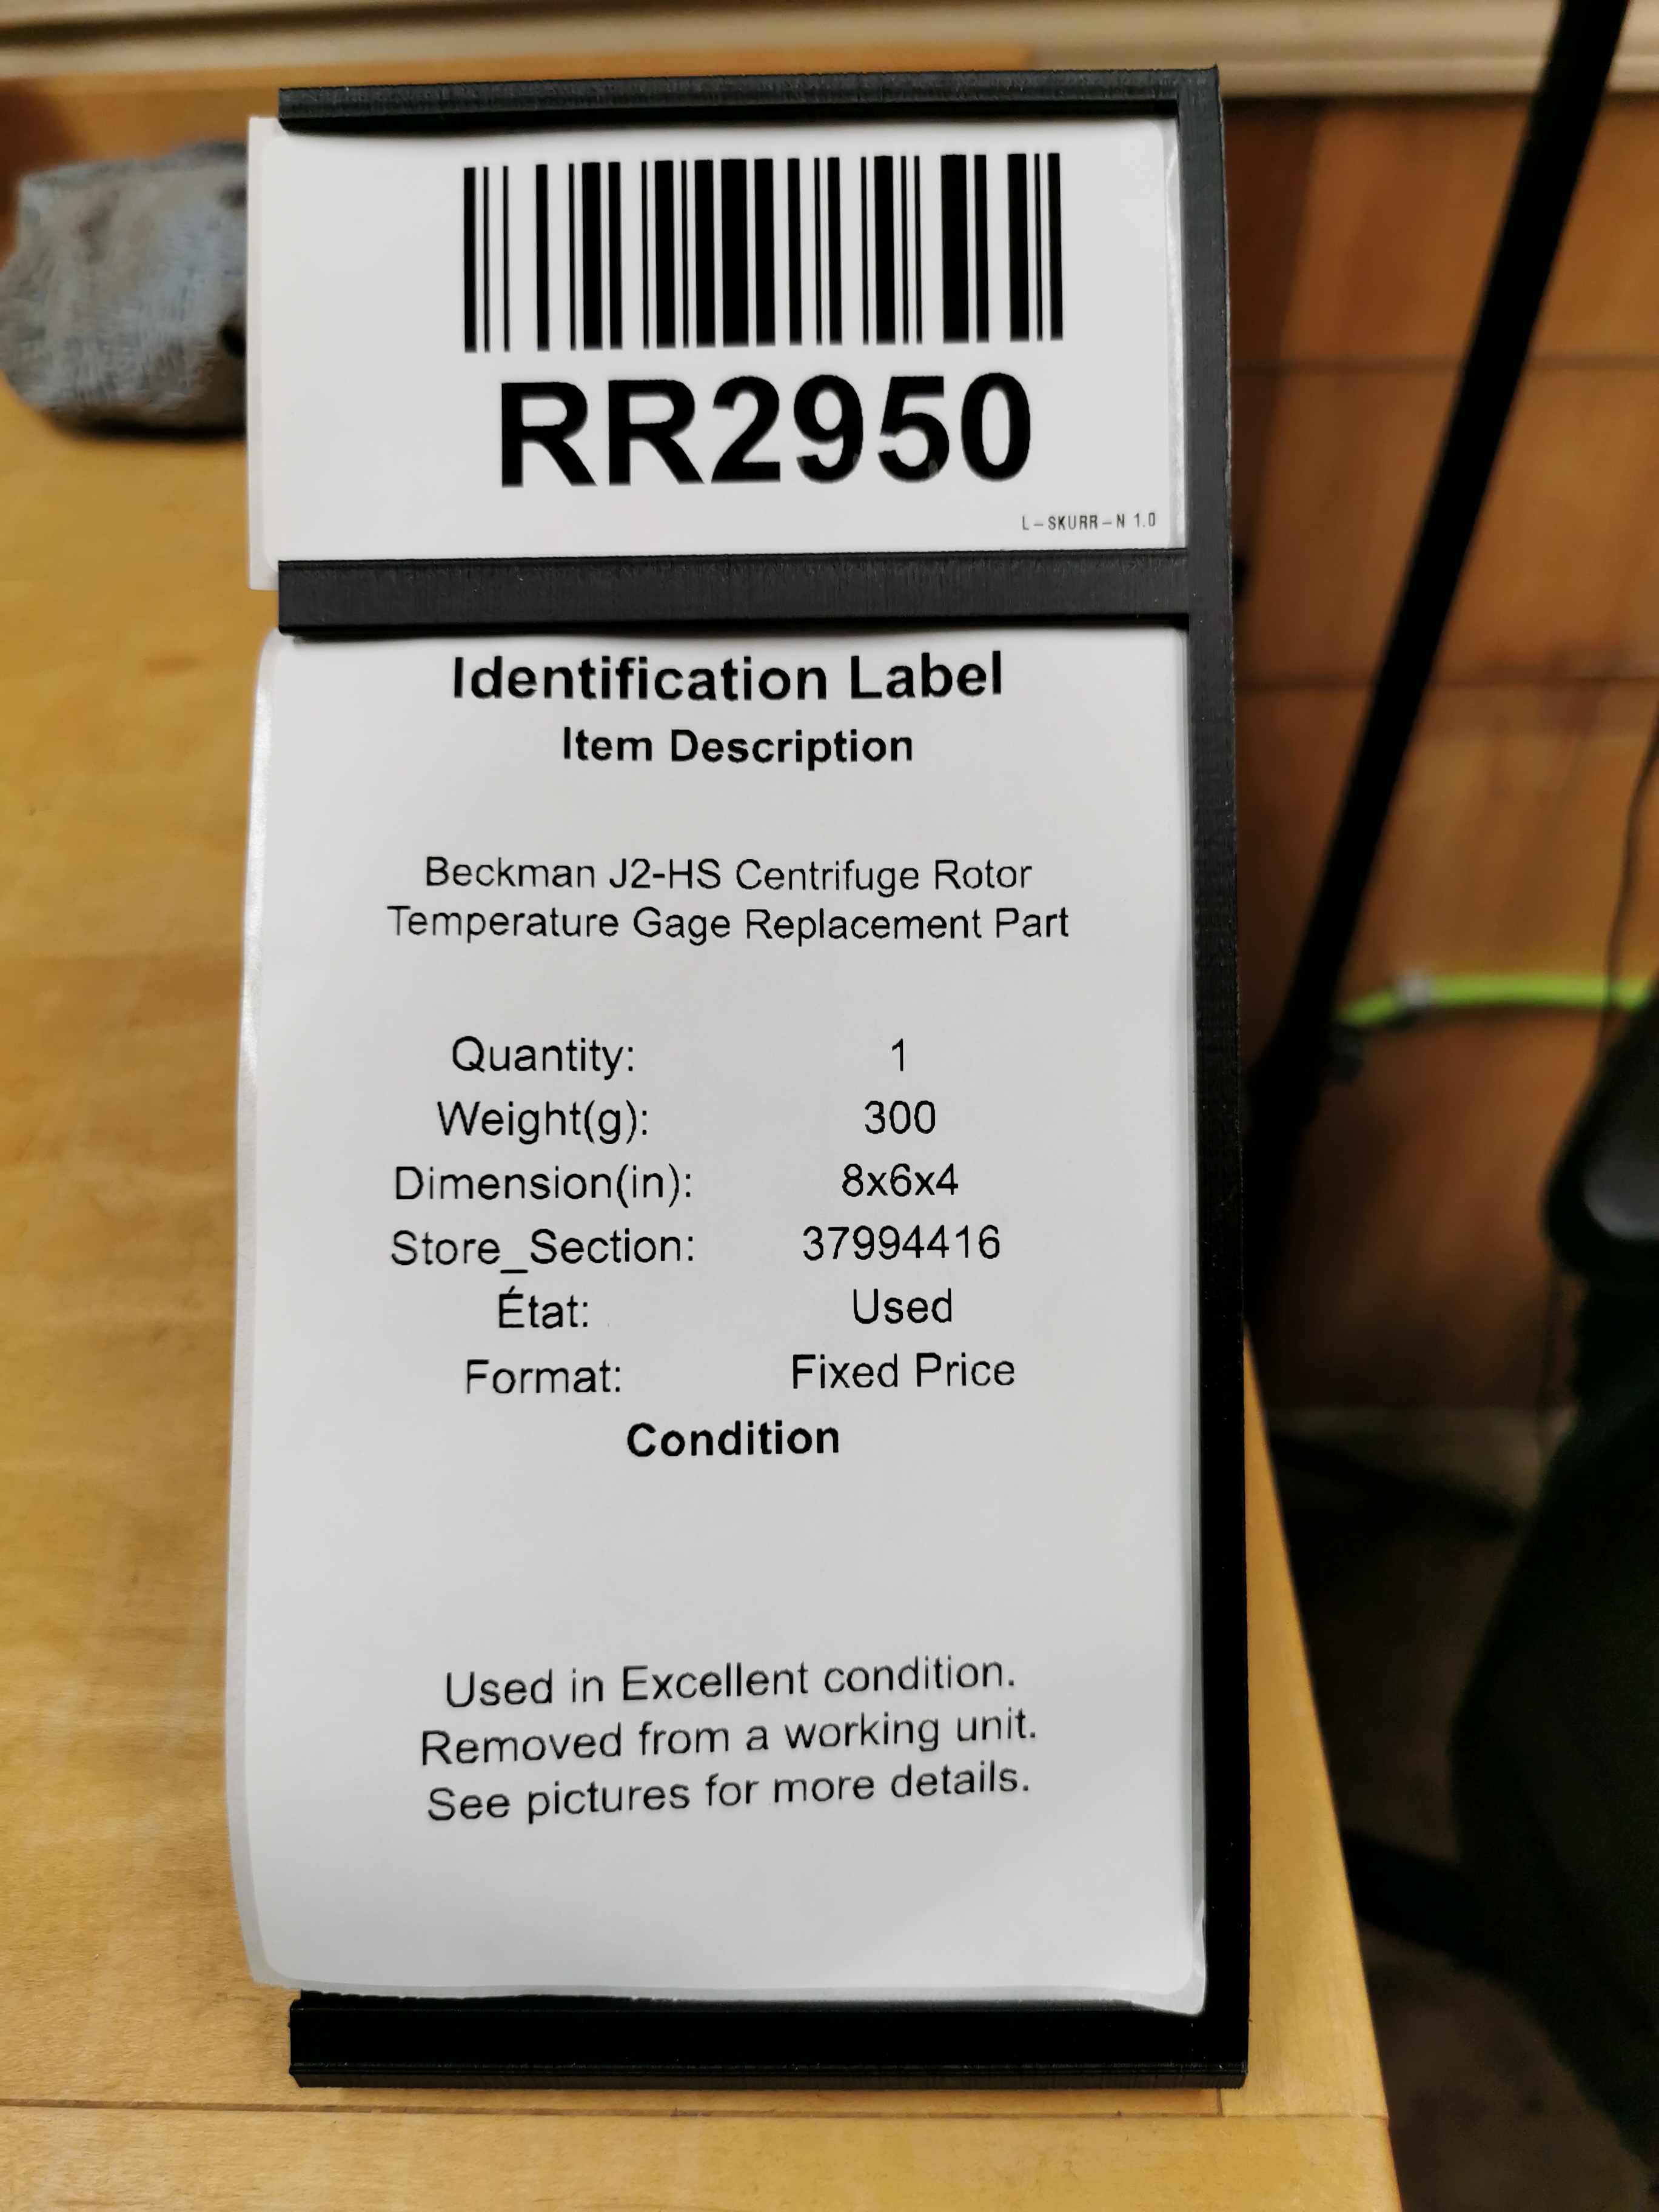 RR2950
L-SKURR-N 1.0
Identification Label
Item Description
Beckman J2-HS Centrifuge Rotor
Temperature Gage Replacement Part
Quantity: 1
Weight(g): 300
Dimension(in): 8x6x4
Store_Section: 37994416
État: Used
Format: Fixed Price
Condition
Used in Excellent condition.
Removed from a working unit.
See pictures for more details.